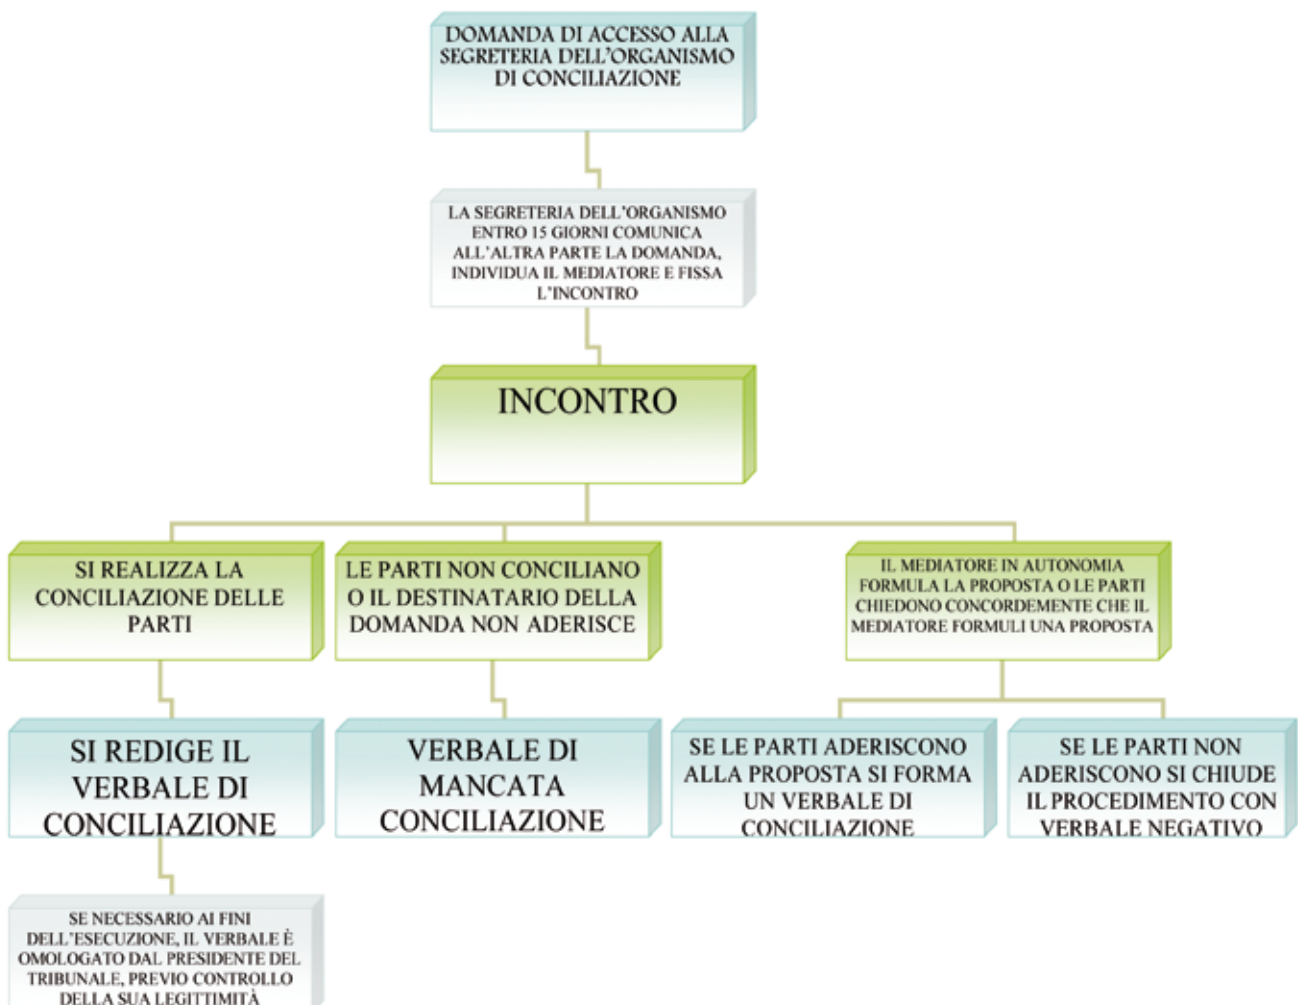 DOMANDA DI ACCESSO ALLA
SEGRETERIA DELL'ORGANISMO
DI CONCILIAZIONE
LA SEGRETERIA DELL'ORGANISMO
ENTRO 15 GIORNI COMUNICA
ALL'ALTRA PARTE LA DOMANDA,
INDIVIDUA IL MEDIATORE E FISSA
L'INCONTRO
INCONTRO
SI REALIZZA LA
CONCILIAZIONE DELLE
PARTI
LE PARTI NON CONCILIANO
O IL DESTINATARIO DELLA
DOMANDA NON ADERISCE
IL MEDIATORE IN AUTONOMIA
FORMULA LA PROPOSTA O LE PARTI
CHIEDONO CONCORDEMENTE CHE IL
MEDIATORE FORMULI UNA PROPOSTA
SI REDIGE IL
VERBALE DI
CONCILIAZIONE
VERBALE DI
MANCATA
CONCILIAZIONE
SE LE PARTI ADERISCONO
ALLA PROPOSTA SI FORMA
UN VERBALE DI
CONCILIAZIONE
SE LE PARTI NON
ADERISCONO SI CHIUDE
IL PROCEDIMENTO CON
VERBALE NEGATIVO
SE NECESSARIO AI FINI
DELL'ESECUZIONE, IL VERBALE È
OMOLOGATO DAL PRESIDENTE DEL
TRIBUNALE, PREVIO CONTROLLO
DELLA SUA LEGITTIMITÀ